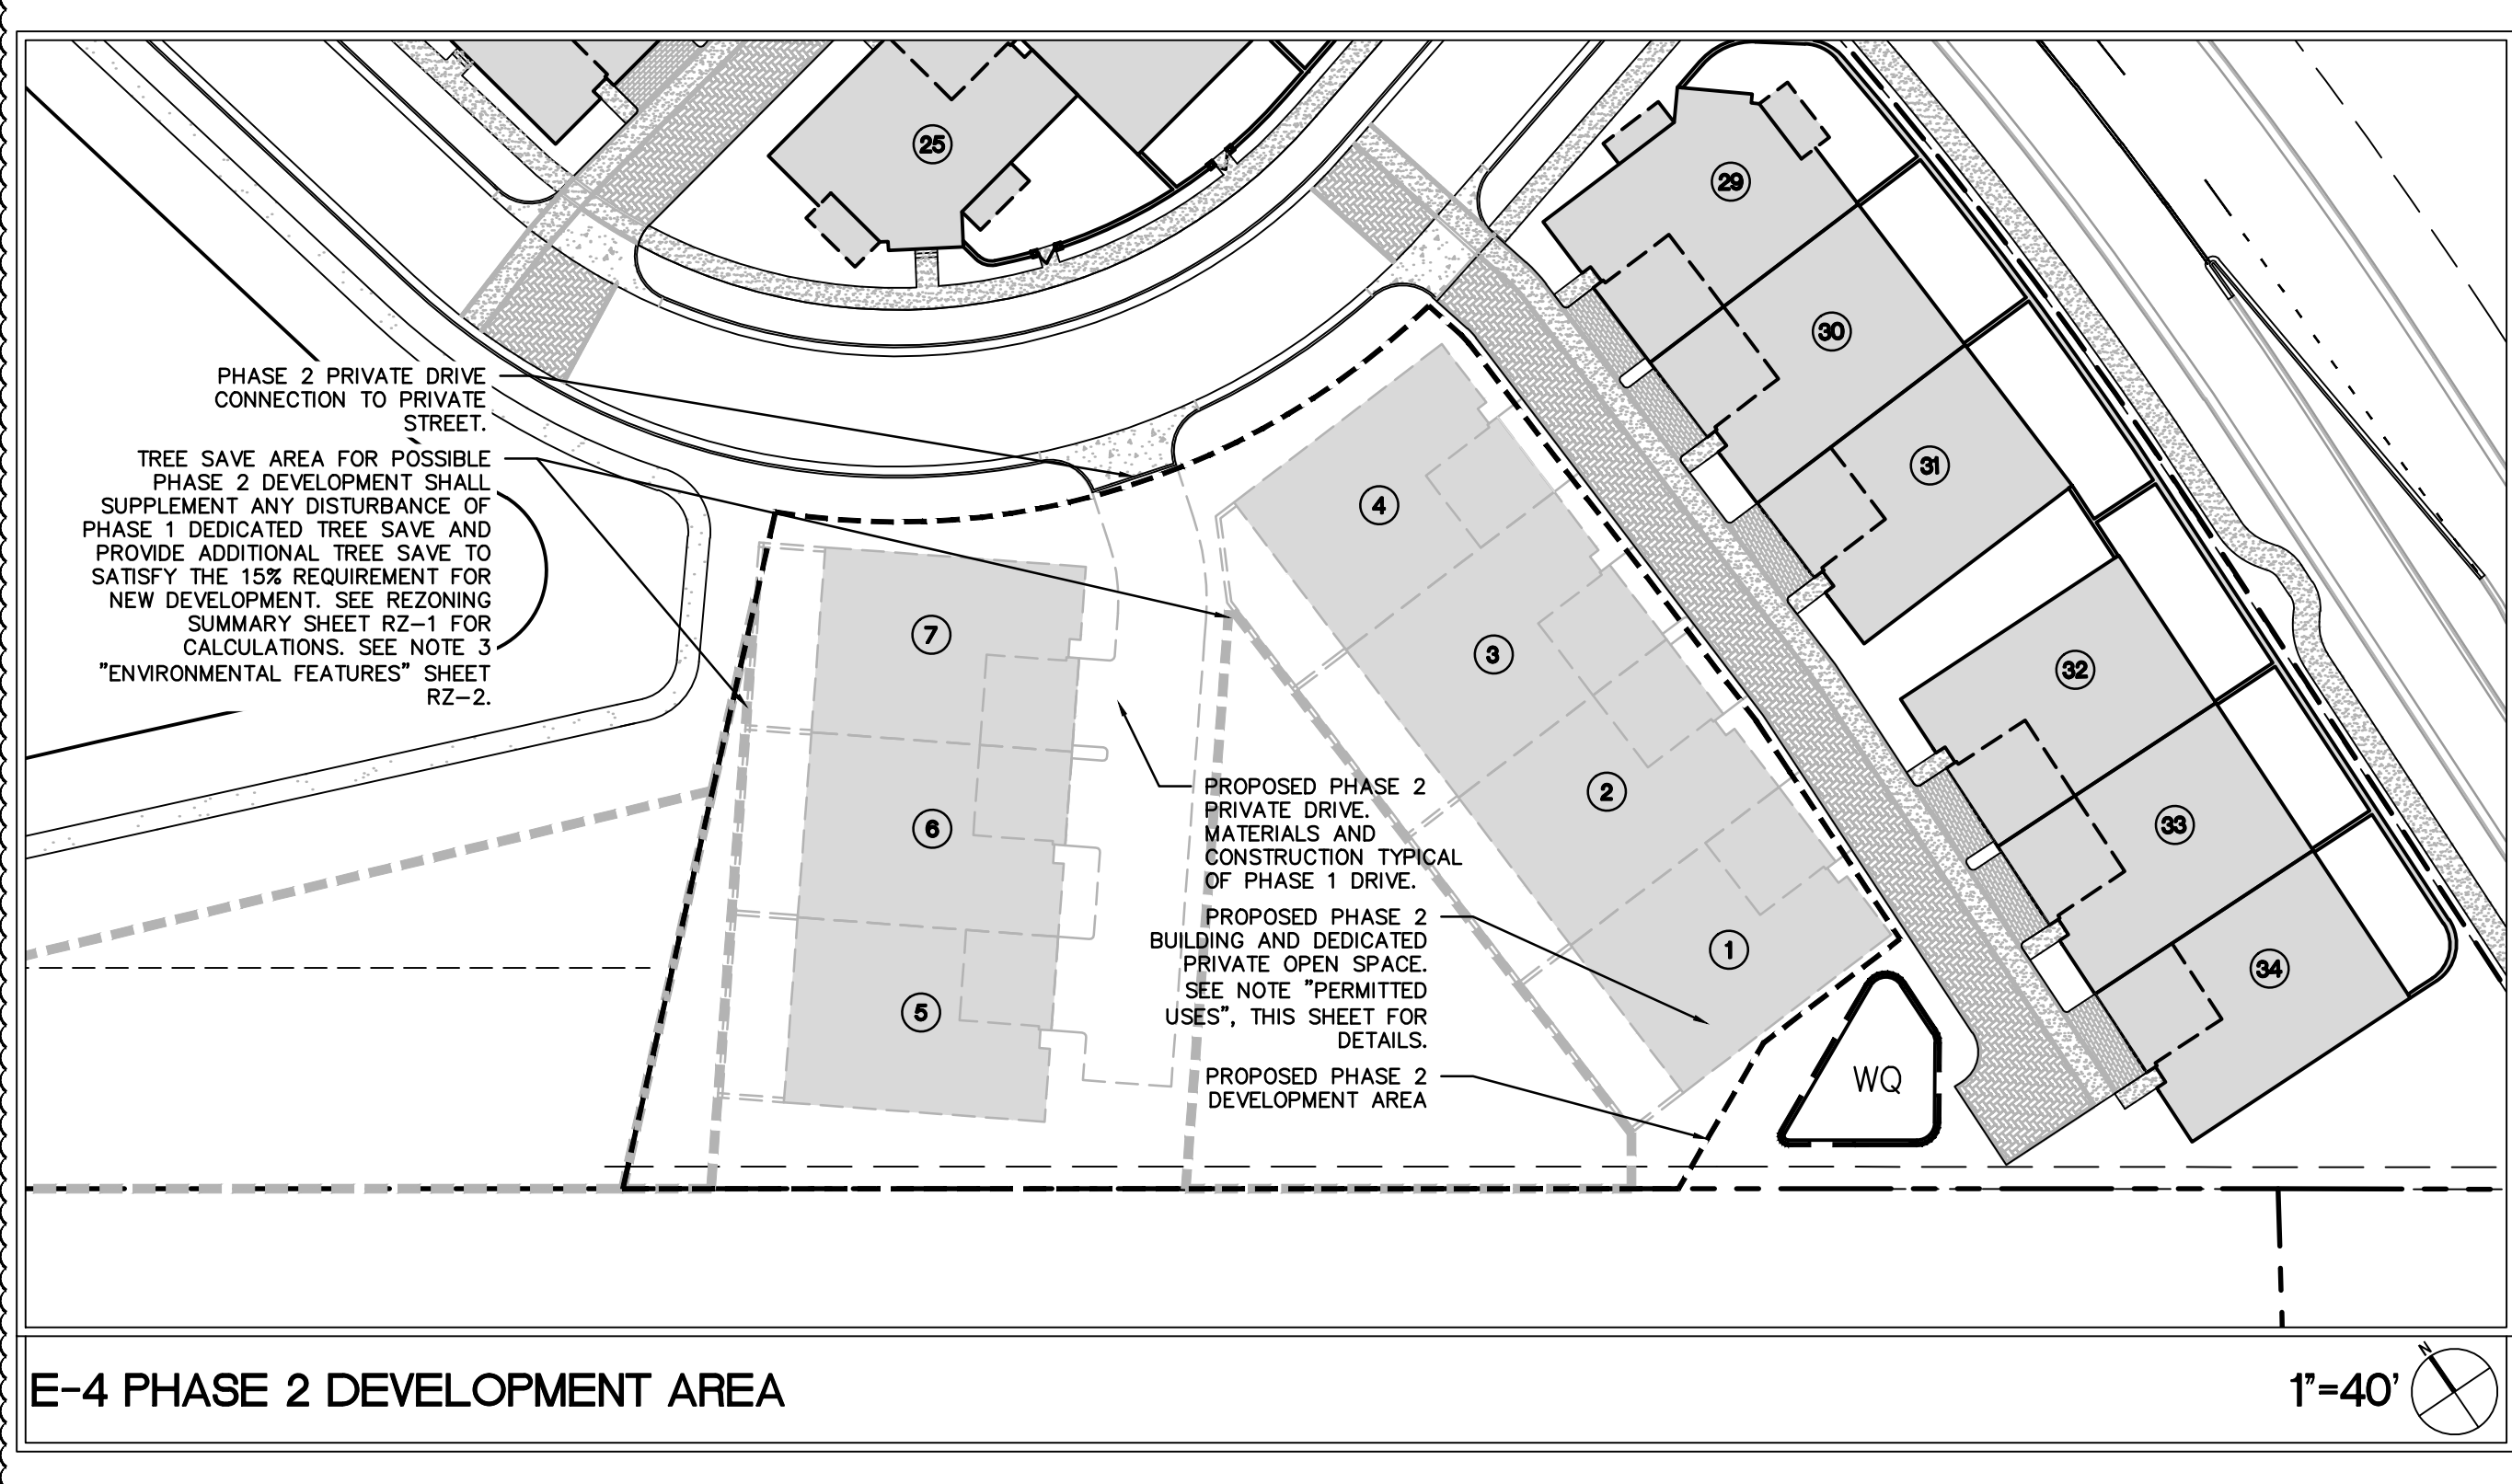 25
29
30
31
32
33
34
PHASE 2 PRIVATE DRIVE
CONNECTION TO PRIVATE
STREET.
TREE SAVE AREA FOR POSSIBLE
PHASE 2 DEVELOPMENT SHALL
SUPPLEMENT ANY DISTURBANCE OF
PHASE 1 DEDICATED TREE SAVE AND
PROVIDE ADDITIONAL TREE SAVE TO
SATISFY THE 15% REQUIREMENT FOR
NEW DEVELOPMENT. SEE REZONING
SUMMARY SHEET RZ-1 FOR
CALCULATIONS. SEE NOTE 3
"ENVIRONMENTAL FEATURES" SHEET
RZ-2.
4
3
2
1
7
6
5
PROPOSED PHASE 2
PRIVATE DRIVE.
MATERIALS AND
CONSTRUCTION TYPICAL
OF PHASE 1 DRIVE.
PROPOSED PHASE 2
BUILDING AND DEDICATED
PRIVATE OPEN SPACE.
SEE NOTE "PERMITTED
USES", THIS SHEET FOR
DETAILS.
PROPOSED PHASE 2
DEVELOPMENT AREA
WQ
E-4 PHASE 2 DEVELOPMENT AREA
1"=40'
N